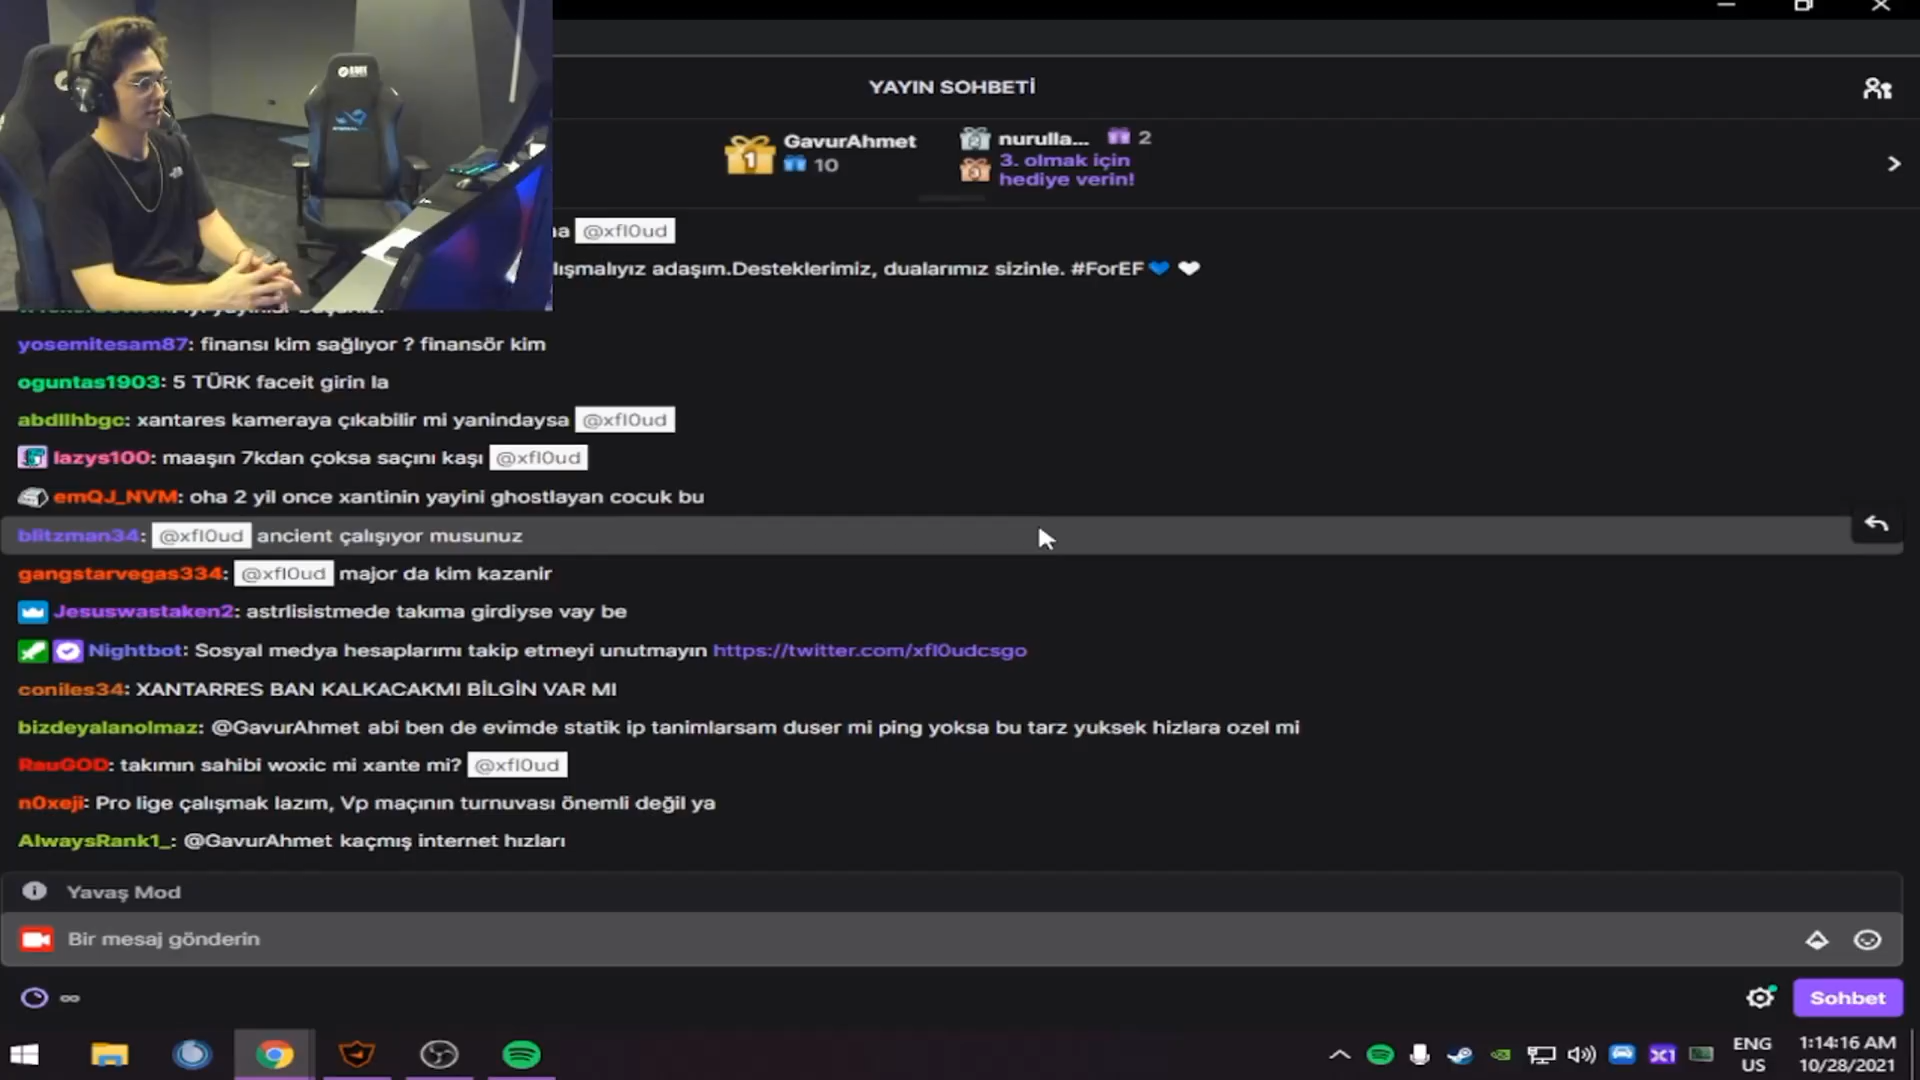 YAYIN SOHBETİ
GavurAhmet
10
nurulla... 2
3. olmak için
hediye verin!
@xfl0ud
lışmalıyız adaşım.Desteklerimiz, dualarımız sizinle. #ForEF
yosemitesam87: finansı kim sağlıyor ? finansör kim
oguntas1903: 5 TÜRK faceit girin la
abdllhbgc: xantares kameraya çıkabilir mi yanindaysa @xfl0ud
lazys100: maaşın 7kdan çoksa saçını kaşı @xfl0ud
emQJ_NVM: oha 2 yil once xantinin yayini ghostlayan cocuk bu
blitzman34: @xfl0ud ancient çalışıyor musunuz
gangstarvegas334: @xfl0ud major da kim kazanir
Jesuswastaken2: astrlisistmede takıma girdiyse vay be
Nightbot: Sosyal medya hesaplarımı takip etmeyi unutmayın https://twitter.com/xfl0udcsgo
coniles34: XANTARRES BAN KALKACAKMI BİLGİN VAR MI
bizdeyalanolmaz: @GavurAhmet abi ben de evimde statik ip tanimlarsam duser mi ping yoksa bu tarz yuksek hizlara ozel mi
RauGOD: takımın sahibi woxic mi xante mi? @xfl0ud
n0xeji: Pro lige çalışmak lazım, Vp maçının turnuvası önemli değil ya
AlwaysRank1_: @GavurAhmet kaçmış internet hızları
Yavaş Mod
Bir mesaj gönderin
Sohbet
ENG
US
1:14:16 AM
10/28/2021